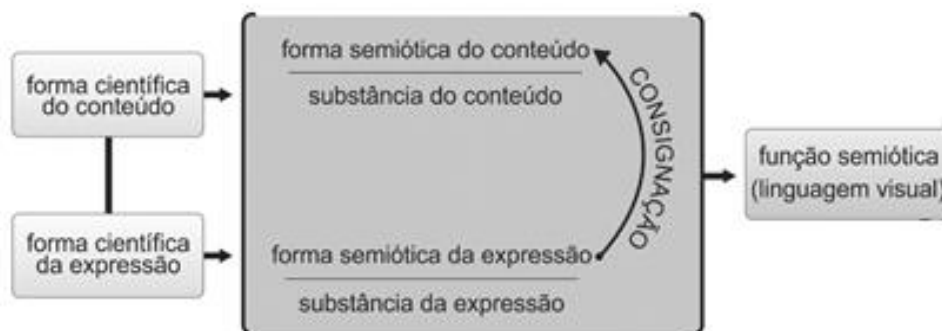 forma científica
do conteúdo
forma científica
da expressão
forma semiótica do conteúdo
substância do conteúdo
CONSIGNAÇÃO
forma semiótica da expressão
substância da expressão
função semiótica
(linguagem visual)